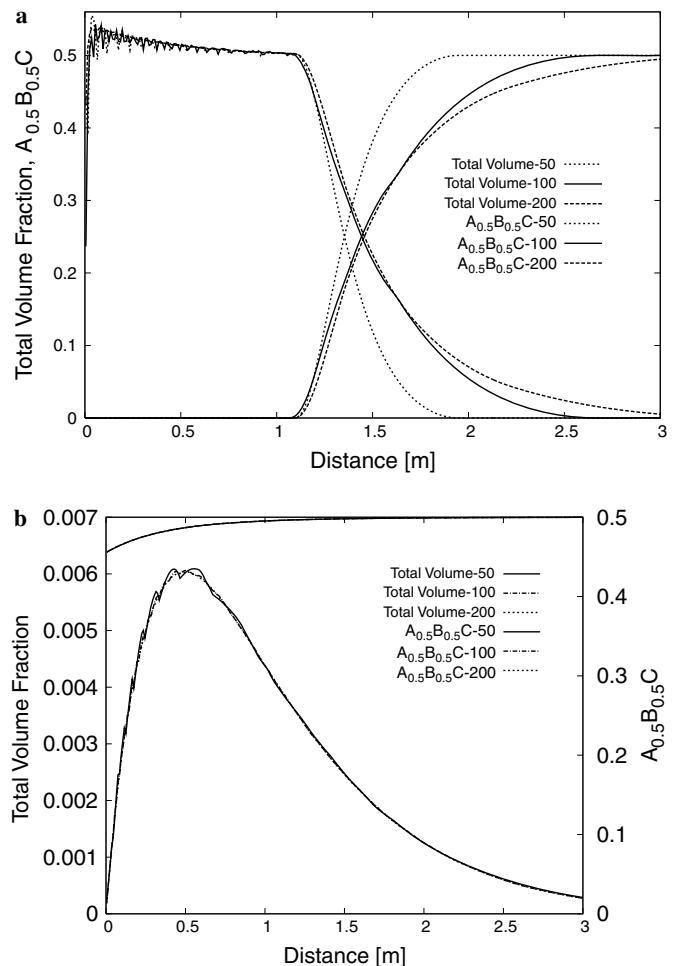 a
Total Volume Fraction, A0.5B0.5C
0.5
0.4
0.3
0.2
0.1
0
Total Volume-50
Total Volume-100
Total Volume-200
A0.5B0.5C-50
A0.5B0.5C-100
A0.5B0.5C-200
0 0.5 1 1.5 2 2.5 3
Distance [m]
b
Total Volume Fraction
0.007
0.006
0.005
0.004
0.003
0.002
0.001
0
Total Volume-50
Total Volume-100
Total Volume-200
A0.5B0.5C-50
A0.5B0.5C-100
A0.5B0.5C-200
0.5
0.4
0.3
0.2
0.1
0
A0.5B0.5C
0 0.5 1 1.5 2 2.5 3
Distance [m]